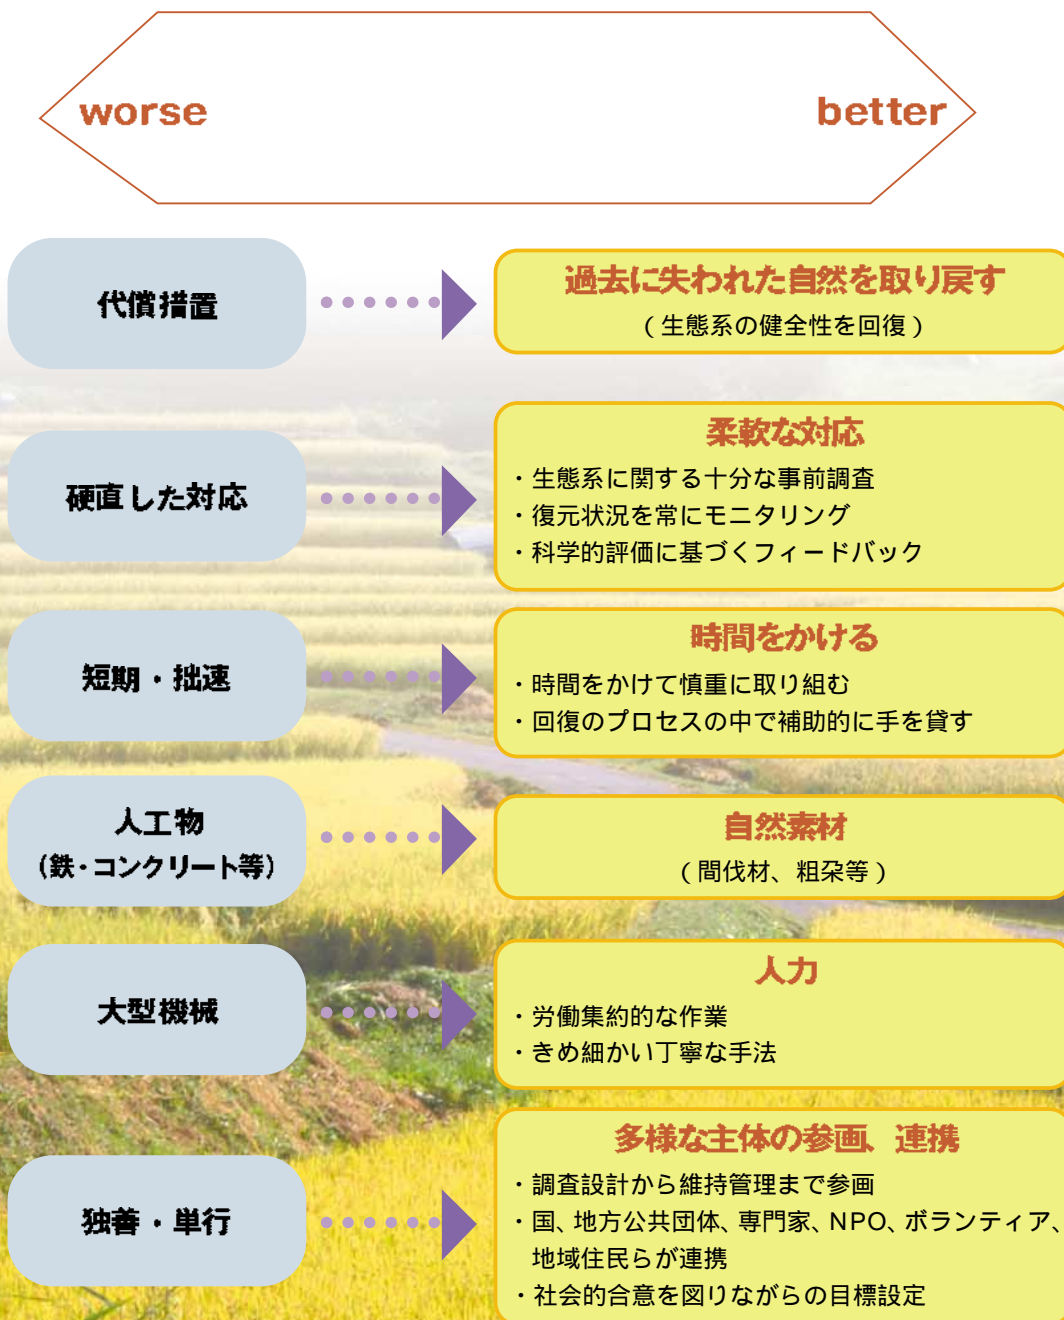 worse
better
代償措置
過去に失われた自然を取り戻す
（生態系の健全性を回復）
硬直した対応
柔軟な対応
・生態系に関する十分な事前調査
・復元状況を常にモニタリング
・科学的評価に基づくフィードバック
短期・拙速
時間をかける
・時間をかけて慎重に取り組む
・回復のプロセスの中で補助的に手を貸す
人工物
（鉄・コンクリート等）
自然素材
（間伐材、粗朶等）
大型機械
人力
・労働集約的な作業
・きめ細かい丁寧な手法
独善・単行
多様な主体の参画、連携
・調査設計から維持管理まで参画
・国、地方公共団体、専門家、NPO、ボランティア、
地域住民らが連携
・社会的合意を図りながらの目標設定